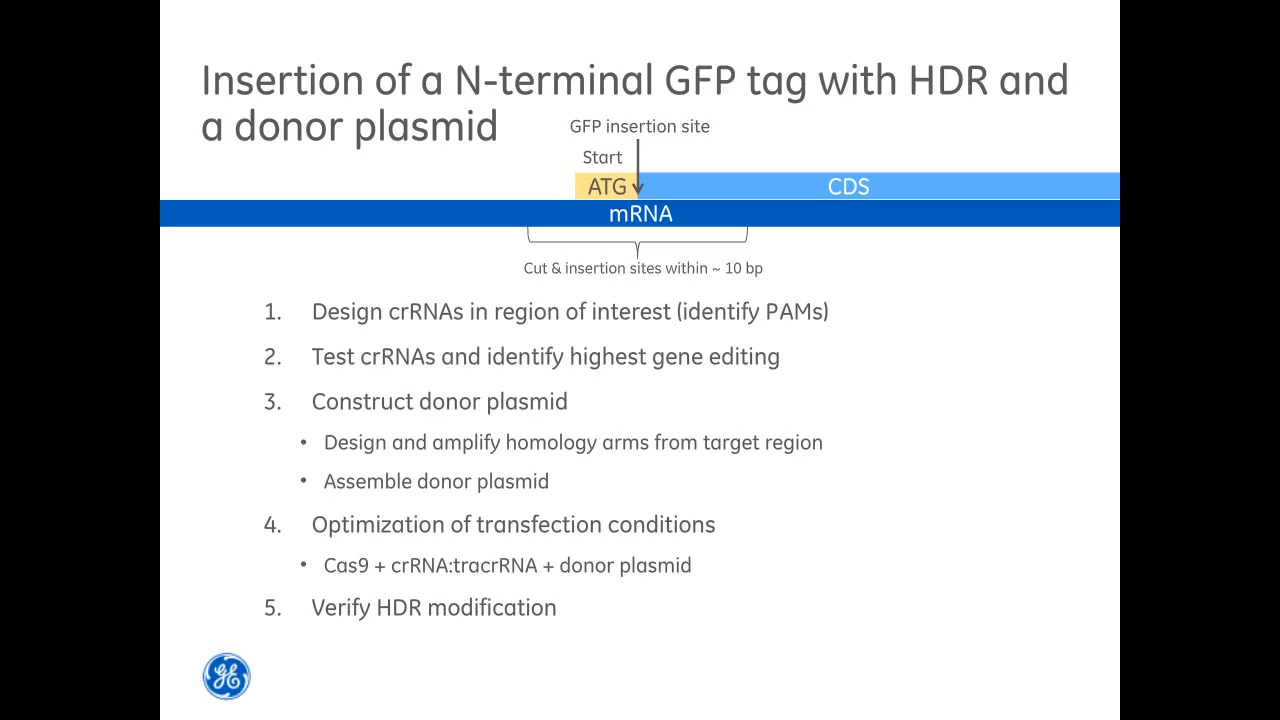 Insertion of a N-terminal GFP tag with HDR and
a donor plasmid
GFP insertion site
Start
ATG
CDS
mRNA
Cut & insertion sites within ~ 10 bp
1. Design crRNAs in region of interest (identify PAMs)
2. Test crRNAs and identify highest gene editing
3. Construct donor plasmid
• Design and amplify homology arms from target region
• Assemble donor plasmid
4. Optimization of transfection conditions
• Cas9 + crRNA:tracrRNA + donor plasmid
5. Verify HDR modification
GE